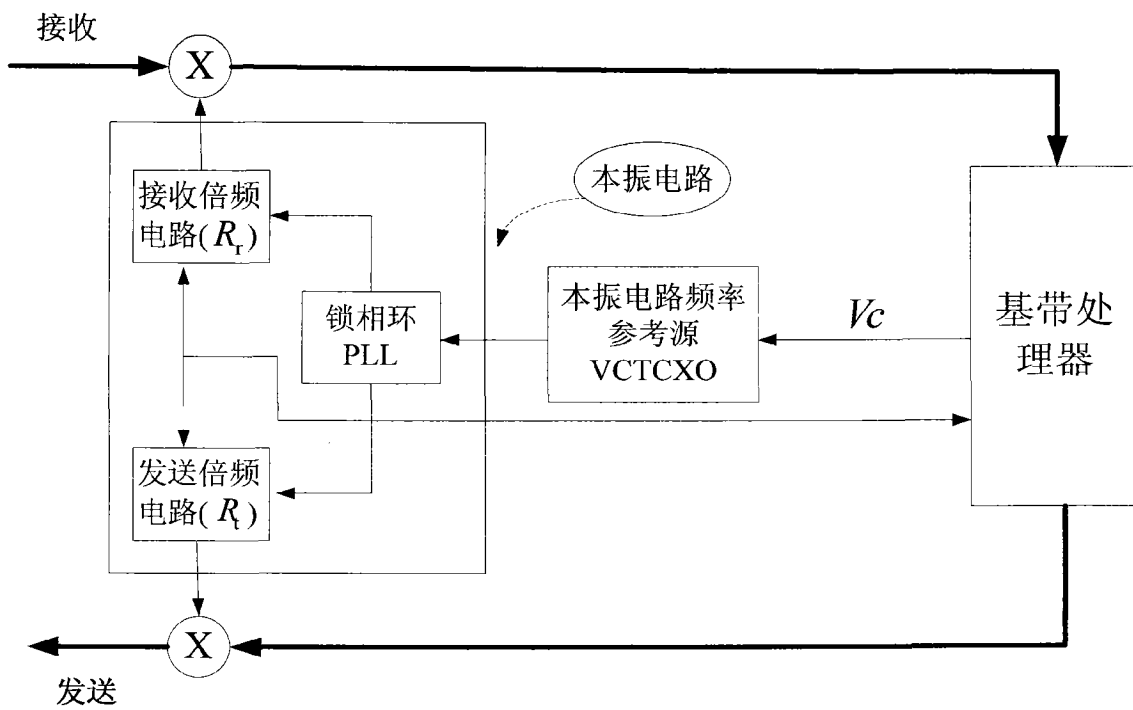 接收
X
接收倍频
电路(Rr)
本振电路
锁相环
PLL
本振电路频率
参考源
VCTCXO
Vc
基带处
理器
发送倍频
电路(Rt)
X
发送